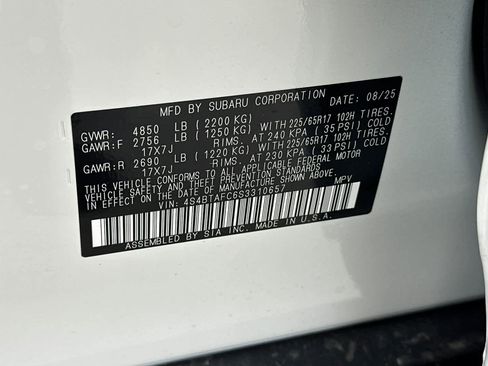 MFD BY SUBARU CORPORATION DATE: 08/25
GVWR: 4850 LB (2200 KG)
GAWR:F 2756 LB (1250 KG) WITH 225/65R17 102H TIRES,
17X7J RIMS, AT 240 KPA (35 PSI) COLD
GAWR:R 2690 LB (1220 KG) WITH 225/65R17 102H TIRES,
17X7J RIMS, AT 230 KPA (33 PSI) COLD
THIS VEHICLE CONFORMS TO ALL APPLICABLE FEDERAL MOTOR
VEHICLE SAFETY AND THEFT PREVENTION STANDARDS IN EFFECT ON
THE DATE OF MANUFACTURE SHOWN ABOVE.
VIN: 4S4BTAFC6S3310657 MPV
ASSEMBLED BY SIA INC. MADE IN U.S.A.